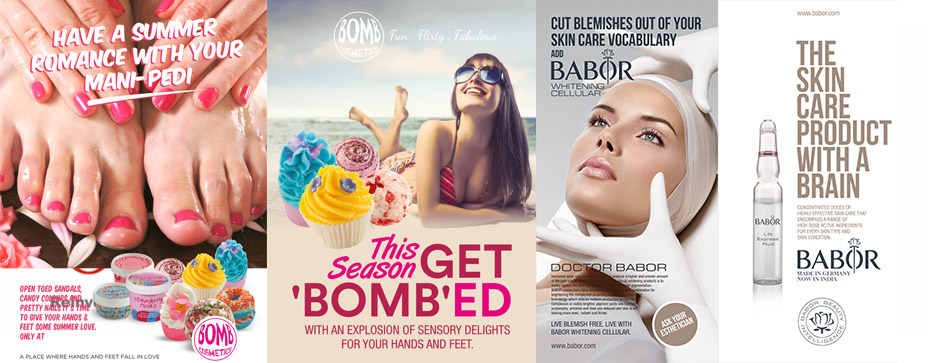 HAVE A SUMMER
ROMANCE WITH YOUR
MANI-PEDI
OPEN TOED SANDALS,
PRETTY NAILS IT'S TIME
TO GIVE YOUR HANDS &
FEET SOME SUMMER LOVE.
ONLY AT
BOMB
COSMETICS
A PLACE WHERE HANDS AND FEET FALL IN LOVE
BOMB
COSMETICS
Fun . Flirty . Fabulous
This
Season
GET
'BOMB'ED
WITH AN EXPLOSION OF SENSORY DELIGHTS
FOR YOUR HANDS AND FEET.
CUT BLEMISHES OUT OF YOUR
SKIN CARE VOCABULARY
ADD
BABOR
WHITENING
CELLULAR
DOCTOR BABOR
LIVE BLEMISH FREE. LIVE WITH
BABOR WHITENING CELLULAR.
www.babor.com
ASK YOUR
ESTHETICIAN
www.babor.com
THE
SKIN
CARE
PRODUCT
WITH A
BRAIN
CONCENTRATED DOSES OF
HIGHLY EFFECTIVE SKIN CARE THAT
ENCOMPASS A RANGE OF
HIGH-DOSE ACTIVE INGREDIENTS
FOR EVERY SKIN TYPE AND
SKIN CONDITION.
BABOR
MADE IN GERMANY
NOW IN INDIA
BABOR
Lift
Express
Fluid
BABOR BEAUTY
INTELLIGENCE